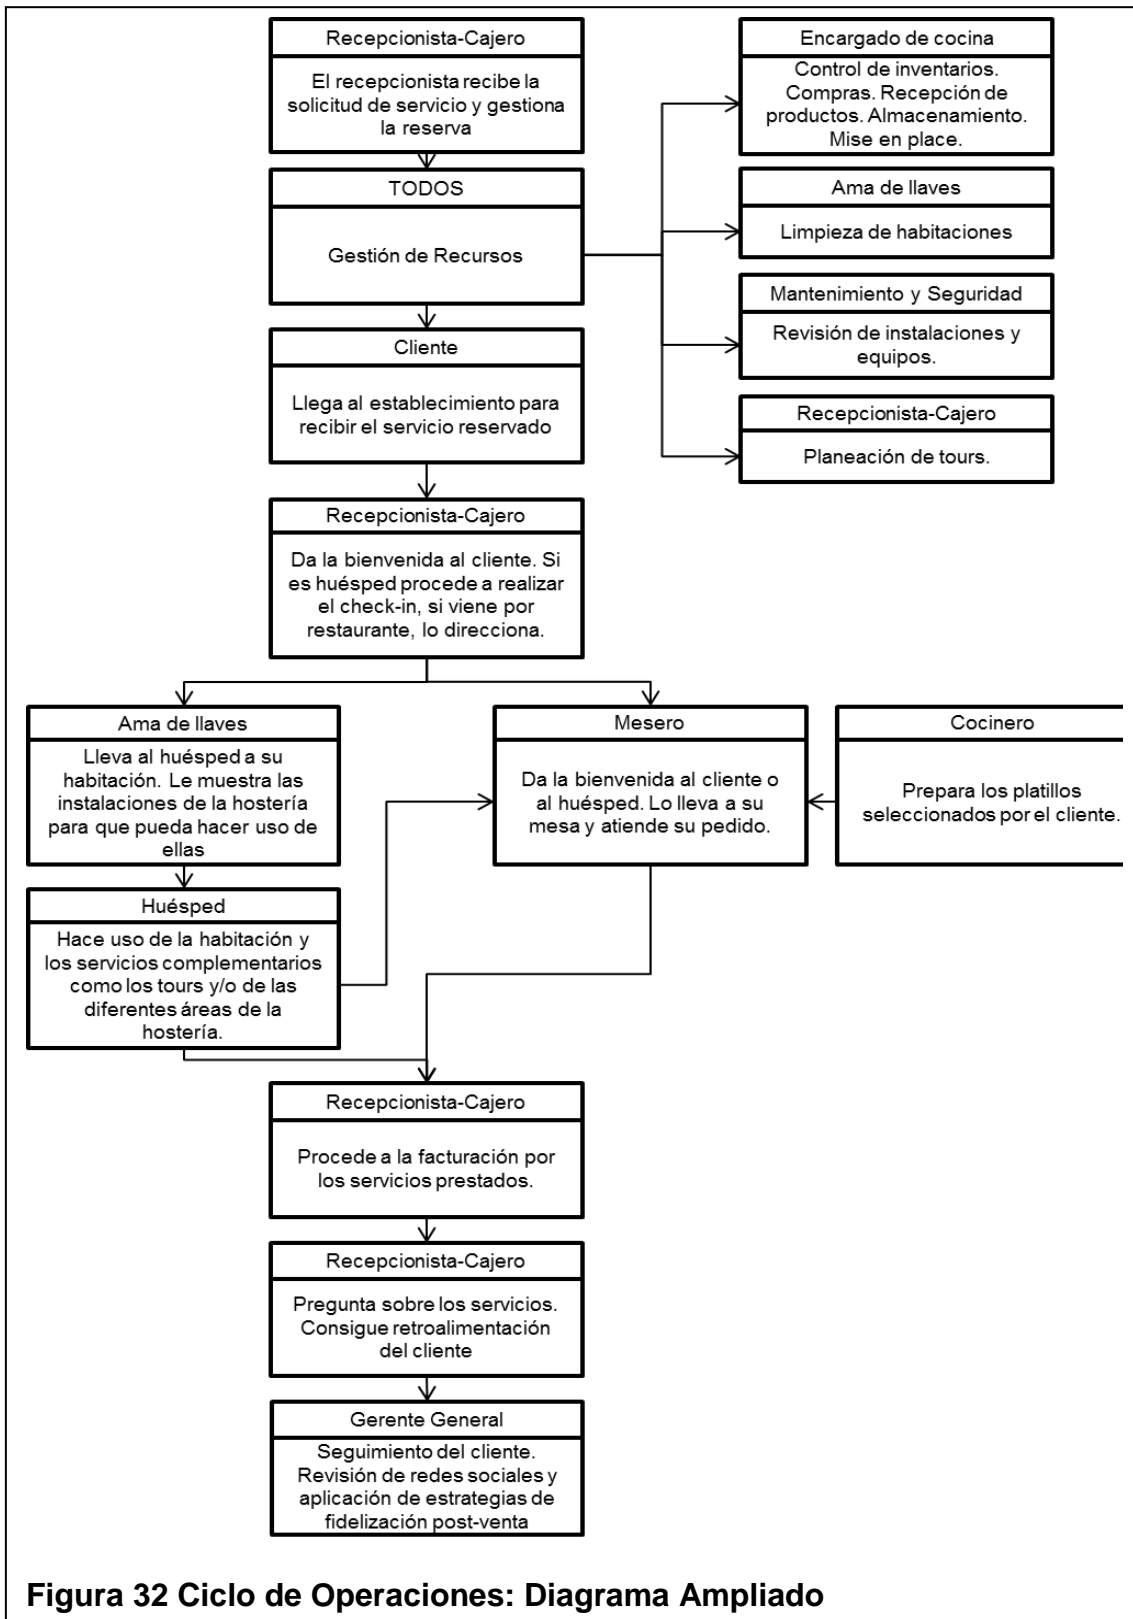 Recepcionista-Cajero
El recepcionista recibe la
solicitud de servicio y gestiona
la reserva
Encargado de cocina
Control de inventarios.
Compras. Recepción de
productos. Almacenamiento.
Mise en place.
TODOS
Gestión de Recursos
Ama de llaves
Limpieza de habitaciones
Mantenimiento y Seguridad
Revisión de instalaciones y
equipos.
Recepcionista-Cajero
Planeación de tours.
Cliente
Llega al establecimiento para
recibir el servicio reservado
Recepcionista-Cajero
Da la bienvenida al cliente. Si
es huésped procede a realizar
el check-in, si viene por
restaurante, lo direcciona.
Ama de llaves
Lleva al huésped a su
habitación. Le muestra las
instalaciones de la hostería
para que pueda hacer uso de
ellas
Mesero
Da la bienvenida al cliente o
al huésped. Lo lleva a su
mesa y atiende su pedido.
Cocinero
Prepara los platillos
seleccionados por el cliente.
Huésped
Hace uso de la habitación y
los servicios complementarios
como los tours y/o de las
diferentes áreas de la
hostería.
Recepcionista-Cajero
Procede a la facturación por
los servicios prestados.
Recepcionista-Cajero
Pregunta sobre los servicios.
Consigue retroalimentación
del cliente
Gerente General
Seguimiento del cliente.
Revisión de redes sociales y
aplicación de estrategias de
fidelización post-venta
Figura 32 Ciclo de Operaciones: Diagrama Ampliado